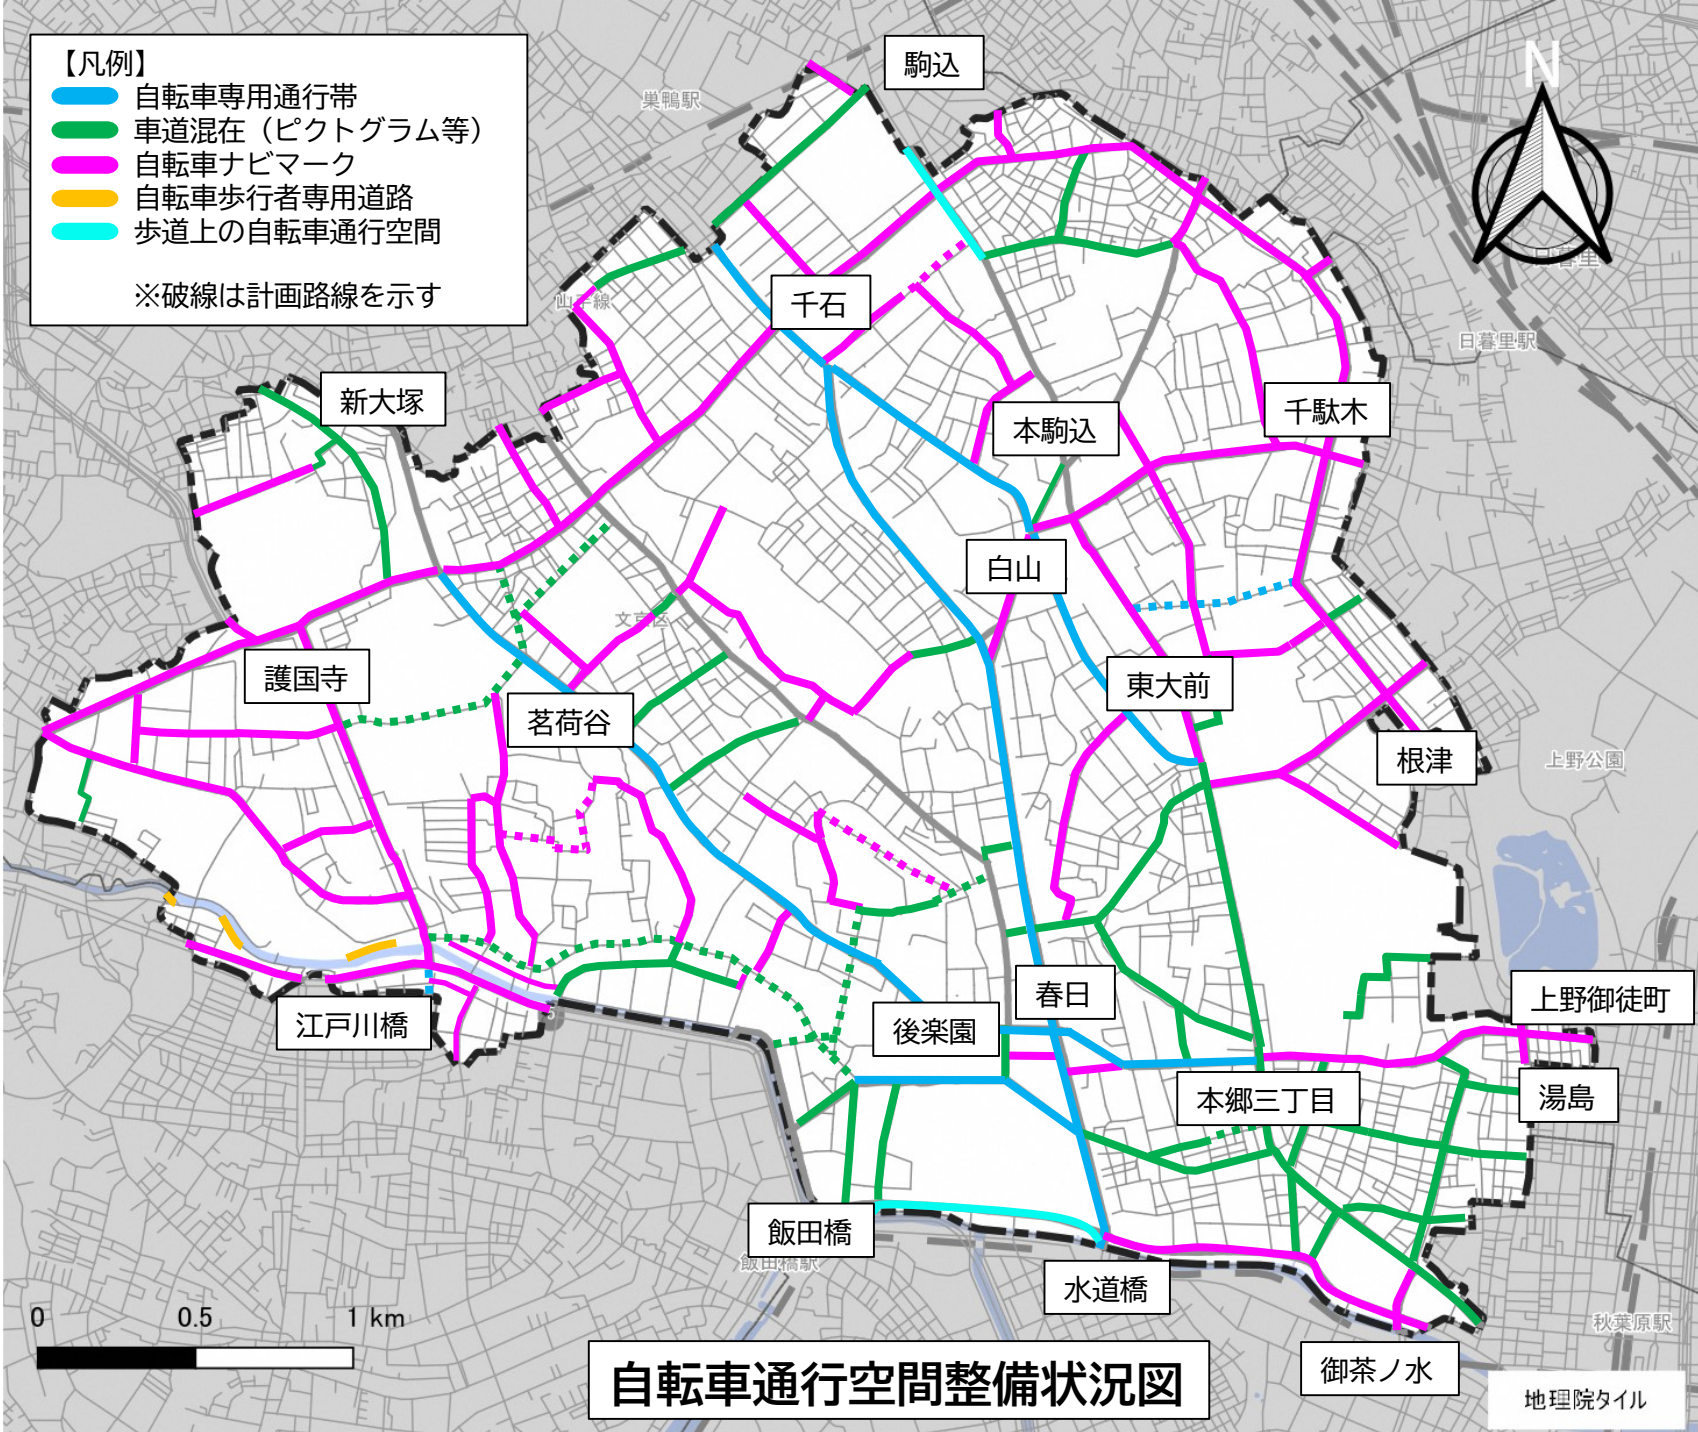 【凡例】
自転車専用通行帯
車道混在（ピクトグラム等）
自転車ナビマーク
自転車歩行者専用道路
歩道上の自転車通行空間
※破線は計画路線を示す
N
駒込
巣鴨駅
山手線
千石
日暮里
日暮里駅
新大塚
本駒込
千駄木
白山
文京区
護国寺
茗荷谷
東大前
根津
上野公園
江戸川橋
後楽園
春日
上野御徒町
本郷三丁目
湯島
飯田橋
飯田橋駅
水道橋
御茶ノ水
秋葉原駅
0 0.5 1 km
自転車通行空間整備状況図
地理院タイル